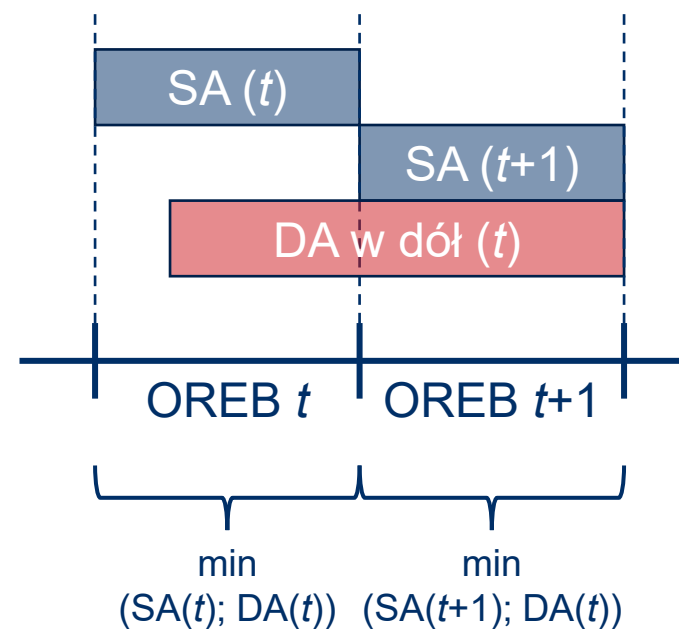 SA (t)
SA (t+1)
DA w dół (t)
OREB t
OREB t+1
min
(SA(t); DA(t))
min
(SA(t+1); DA(t))